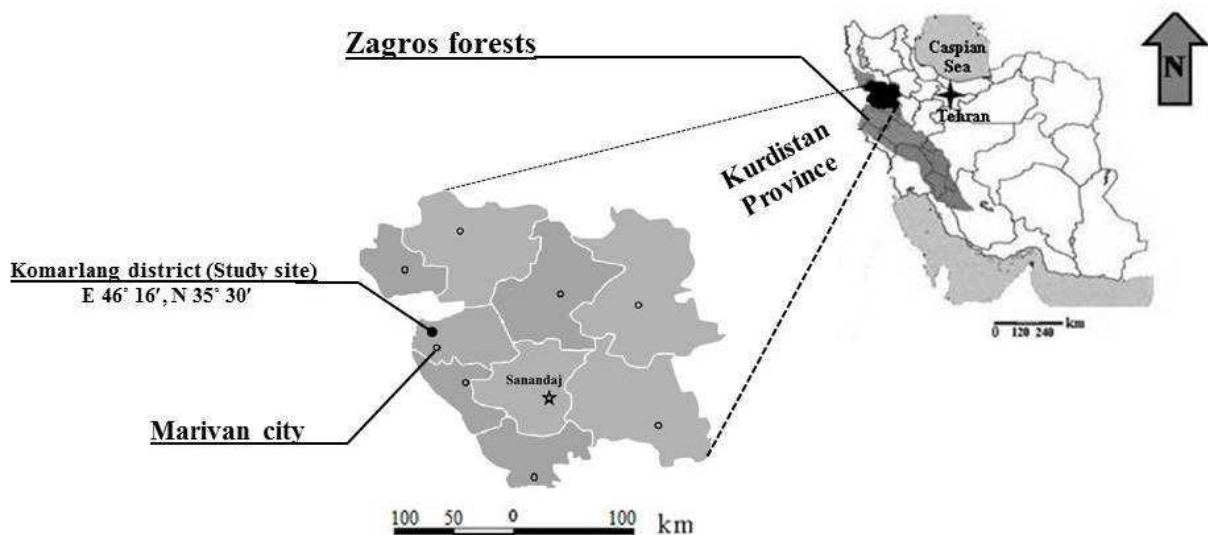 Zagros forests
Caspian
Sea
Tehran
N
Kurdistan
Province
0 120 240 km
Komarlang district (Study site)
E 46˚ 16′, N 35˚ 30′
Sanandaj
Marivan city
100 50 0 100 km